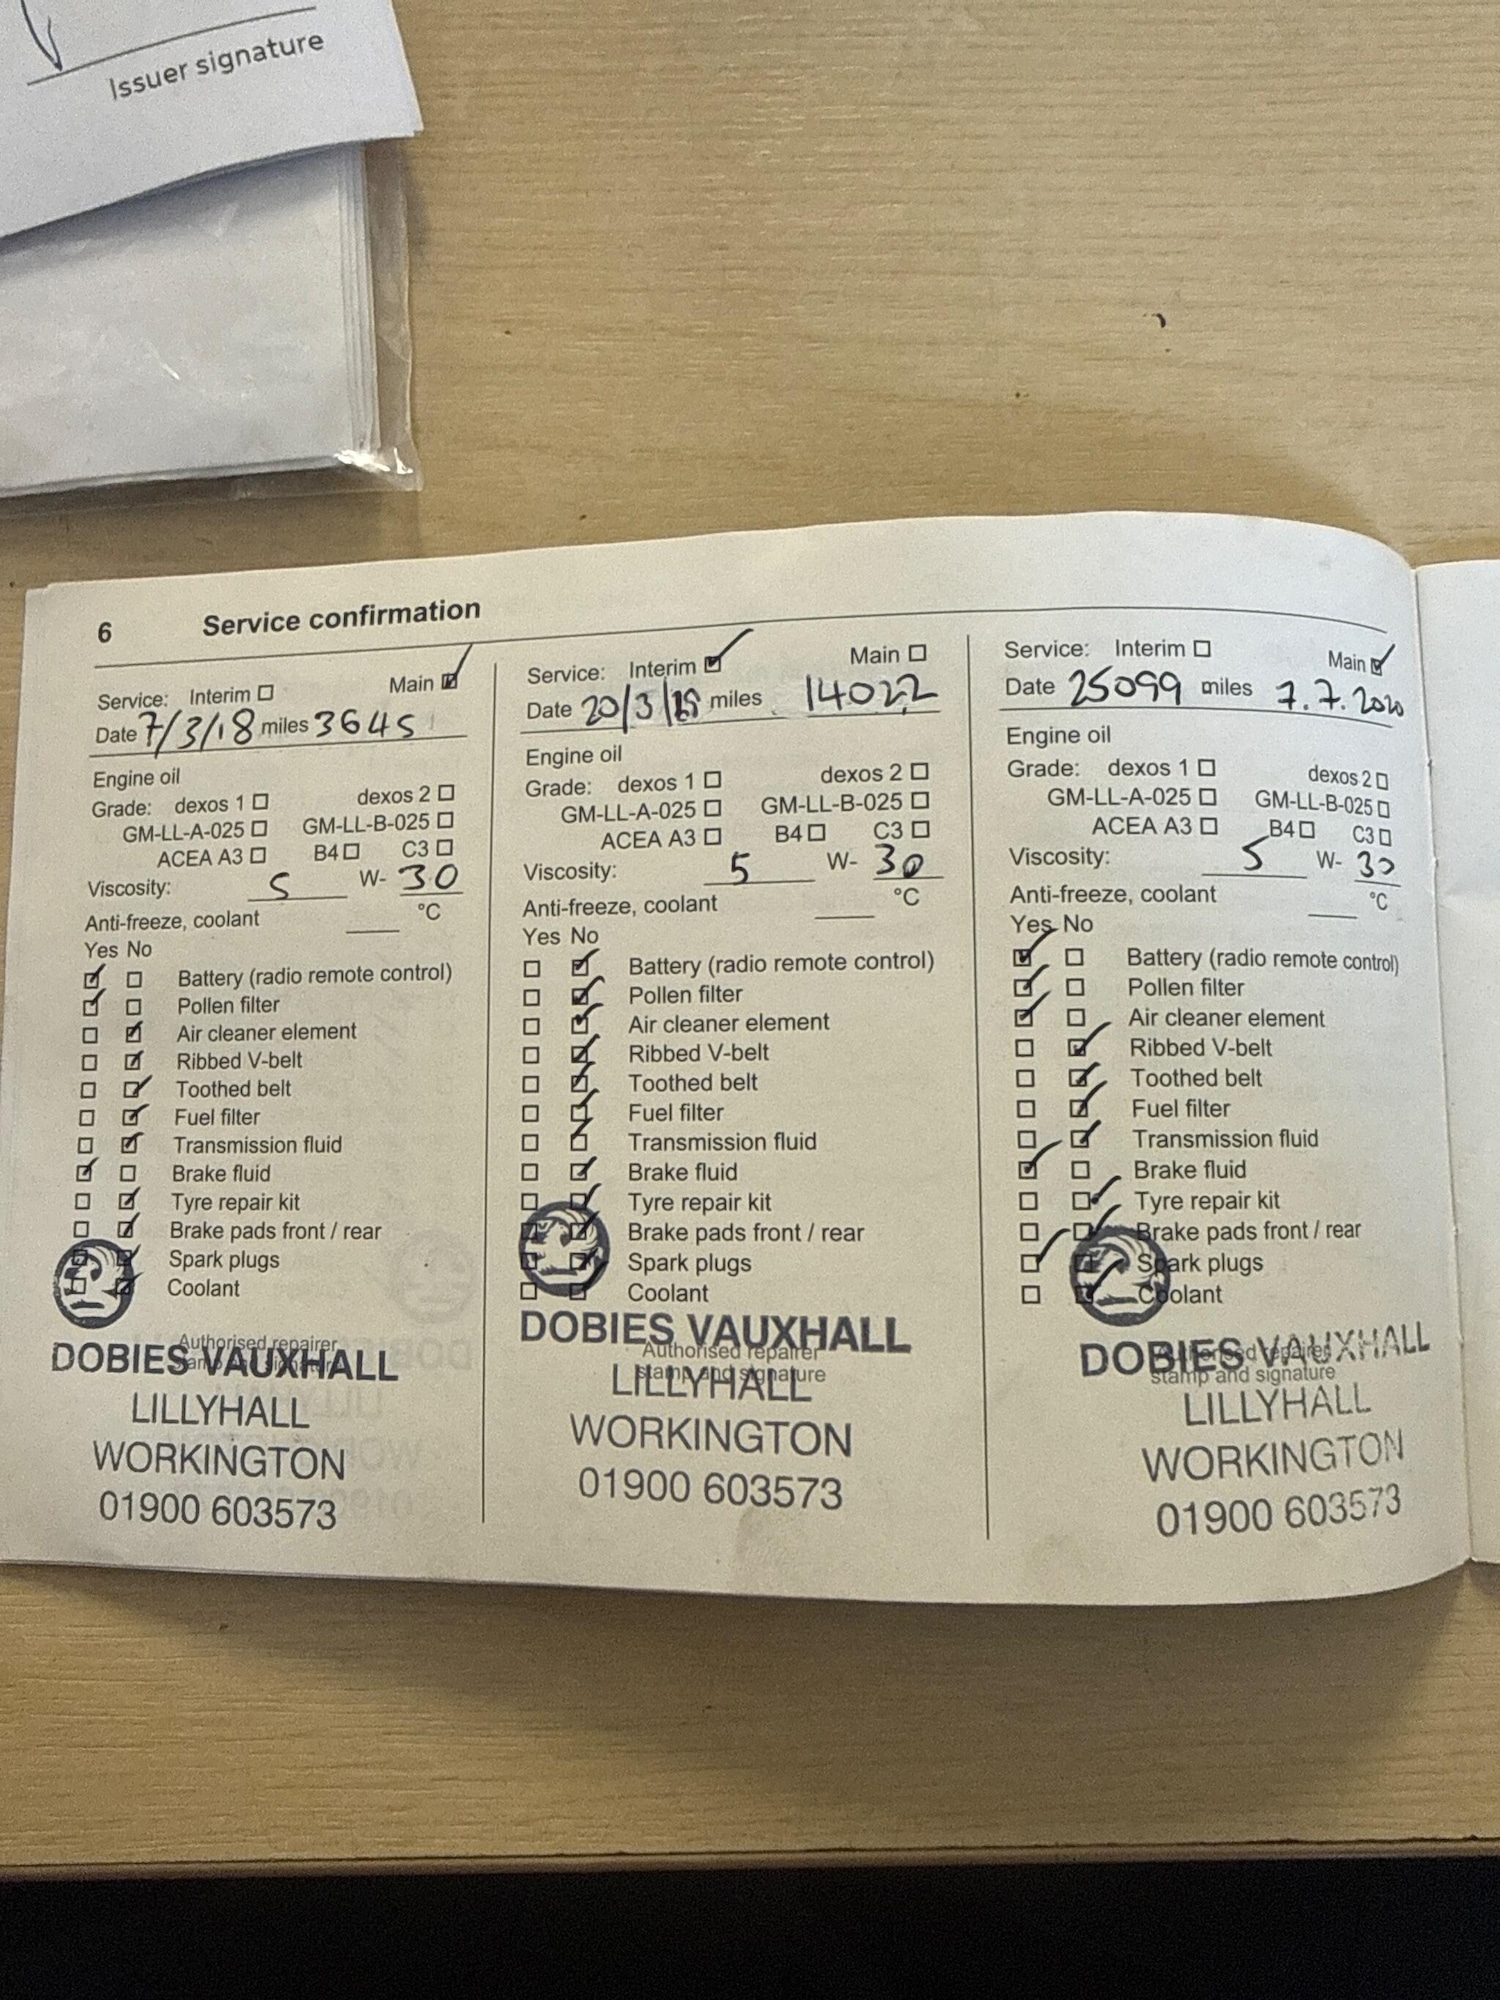 Issuer signature
6 Service confirmation
Service: Interim Main
Date 7/3/18 miles 3645
Engine oil
Grade: dexos 1 dexos 2
GM-LL-A-025 GM-LL-B-025
ACEA A3 B4 C3
Viscosity: 5 W- 30
Anti-freeze, coolant °C
Yes No
Battery (radio remote control)
Pollen filter
Air cleaner element
Ribbed V-belt
Toothed belt
Fuel filter
Transmission fluid
Brake fluid
Tyre repair kit
Brake pads front / rear
Spark plugs
Coolant
Authorised repairer
stamp and signature
DOBIES VAUXHALL
LILLYHALL
WORKINGTON
01900 603573
Service: Interim Main
Date 20/3/19 miles 14022
Engine oil
Grade: dexos 1 dexos 2
GM-LL-A-025 GM-LL-B-025
ACEA A3 B4 C3
Viscosity: 5 W- 30
Anti-freeze, coolant °C
Yes No
Battery (radio remote control)
Pollen filter
Air cleaner element
Ribbed V-belt
Toothed belt
Fuel filter
Transmission fluid
Brake fluid
Tyre repair kit
Brake pads front / rear
Spark plugs
Coolant
DOBIES VAUXHALL
Authorised repairer
stamp and signature
LILLYHALL
WORKINGTON
01900 603573
Service: Interim Main
Date 25099 miles 7.7.2020
Engine oil
Grade: dexos 1 dexos 2
GM-LL-A-025 GM-LL-B-025
ACEA A3 B4 C3
Viscosity: 5 W- 30
Anti-freeze, coolant °C
Yes No
Battery (radio remote control)
Pollen filter
Air cleaner element
Ribbed V-belt
Toothed belt
Fuel filter
Transmission fluid
Brake fluid
Tyre repair kit
Brake pads front / rear
Spark plugs
Coolant
DOBIES VAUXHALL
Authorised repairer
stamp and signature
LILLYHALL
WORKINGTON
01900 603573